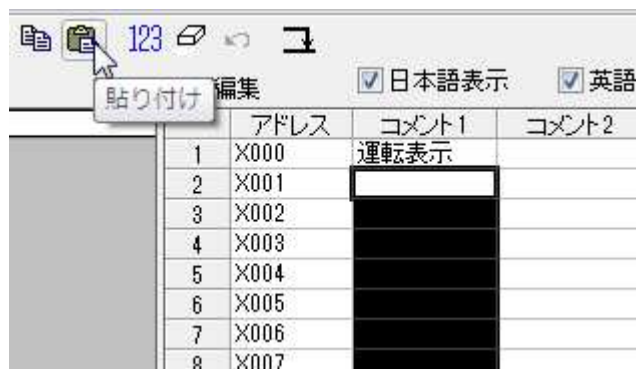 123
貼り付け
編集 日本語表示 英語
アドレス コメント1 コメント2
1 X000 運転表示
2 X001
3 X002
4 X003
5 X004
6 X005
7 X006
8 X007